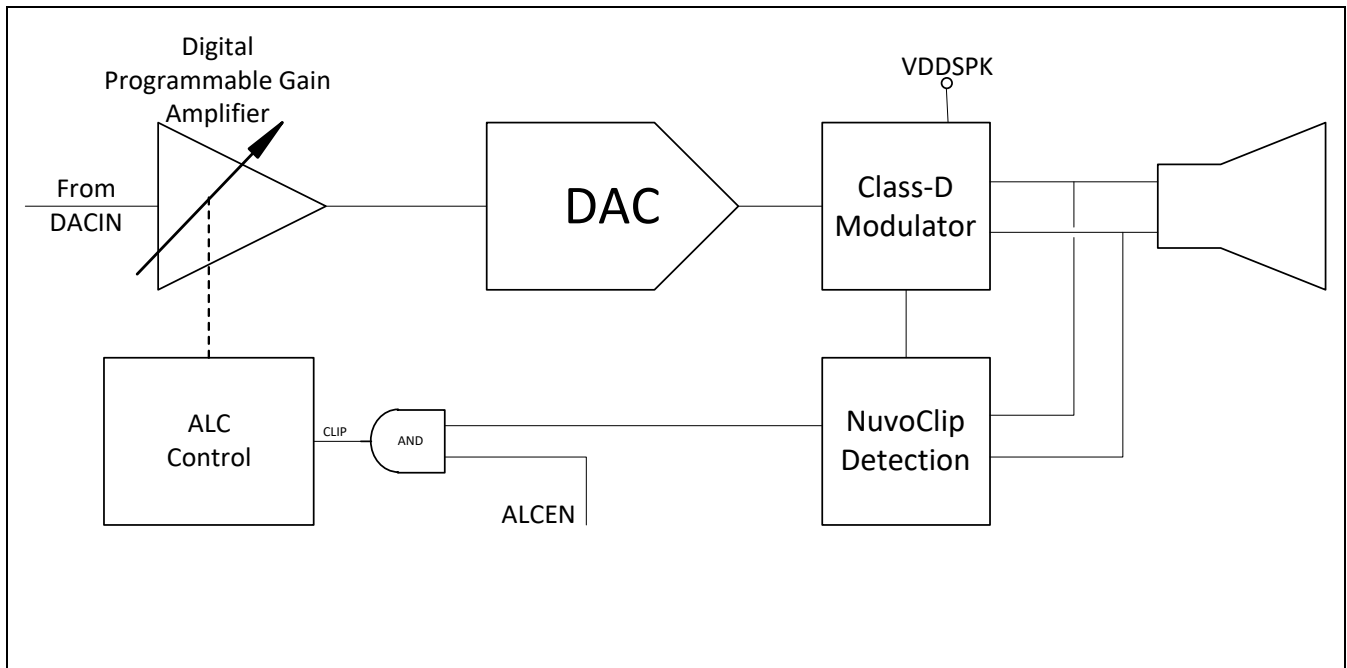 Digital
Programmable Gain
Amplifier
VDDSPK
From
DACIN
DAC
Class-D
Modulator
ALC
Control
CLIP
AND
ALCEN
NuvoClip
Detection